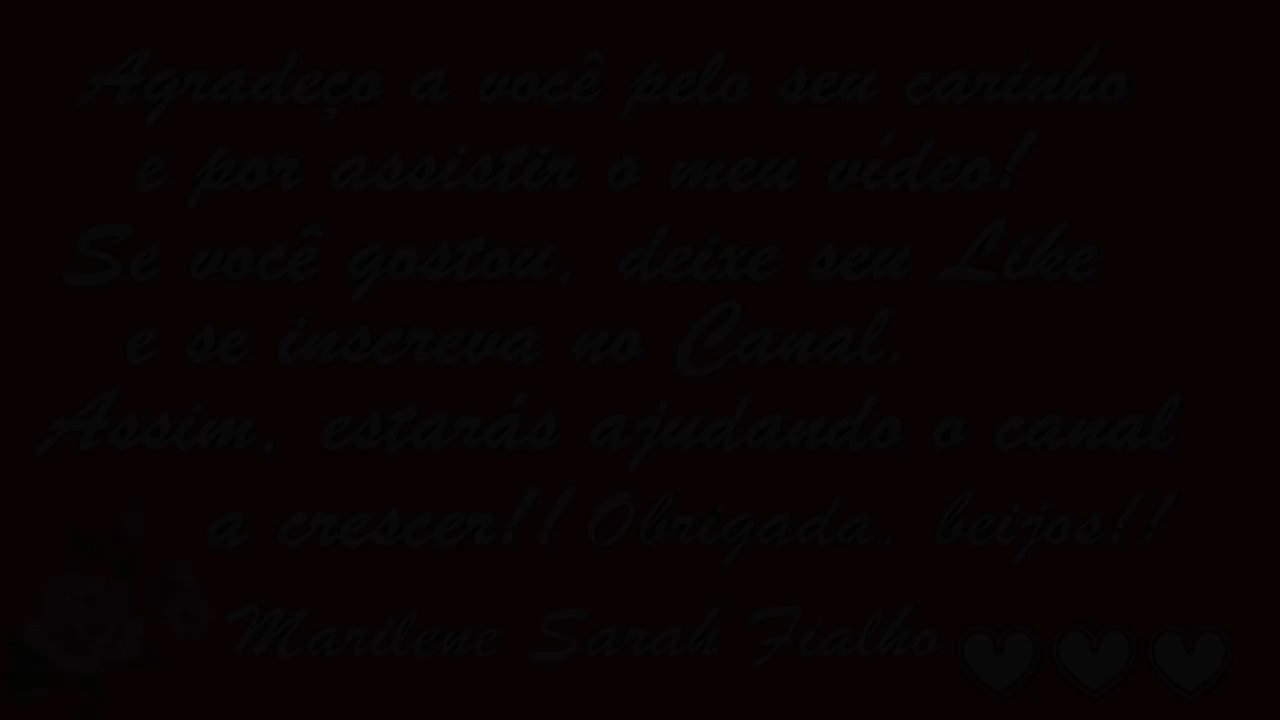 Agradeço a você pelo seu carinho
e por assistir o meu vídeo!
Se você gostou, deixe seu Like
e se inscreva no Canal.
Assim, estarás ajudando o canal
a crescer!! Obrigada, beijos!!
Marilene Sarah Fialho